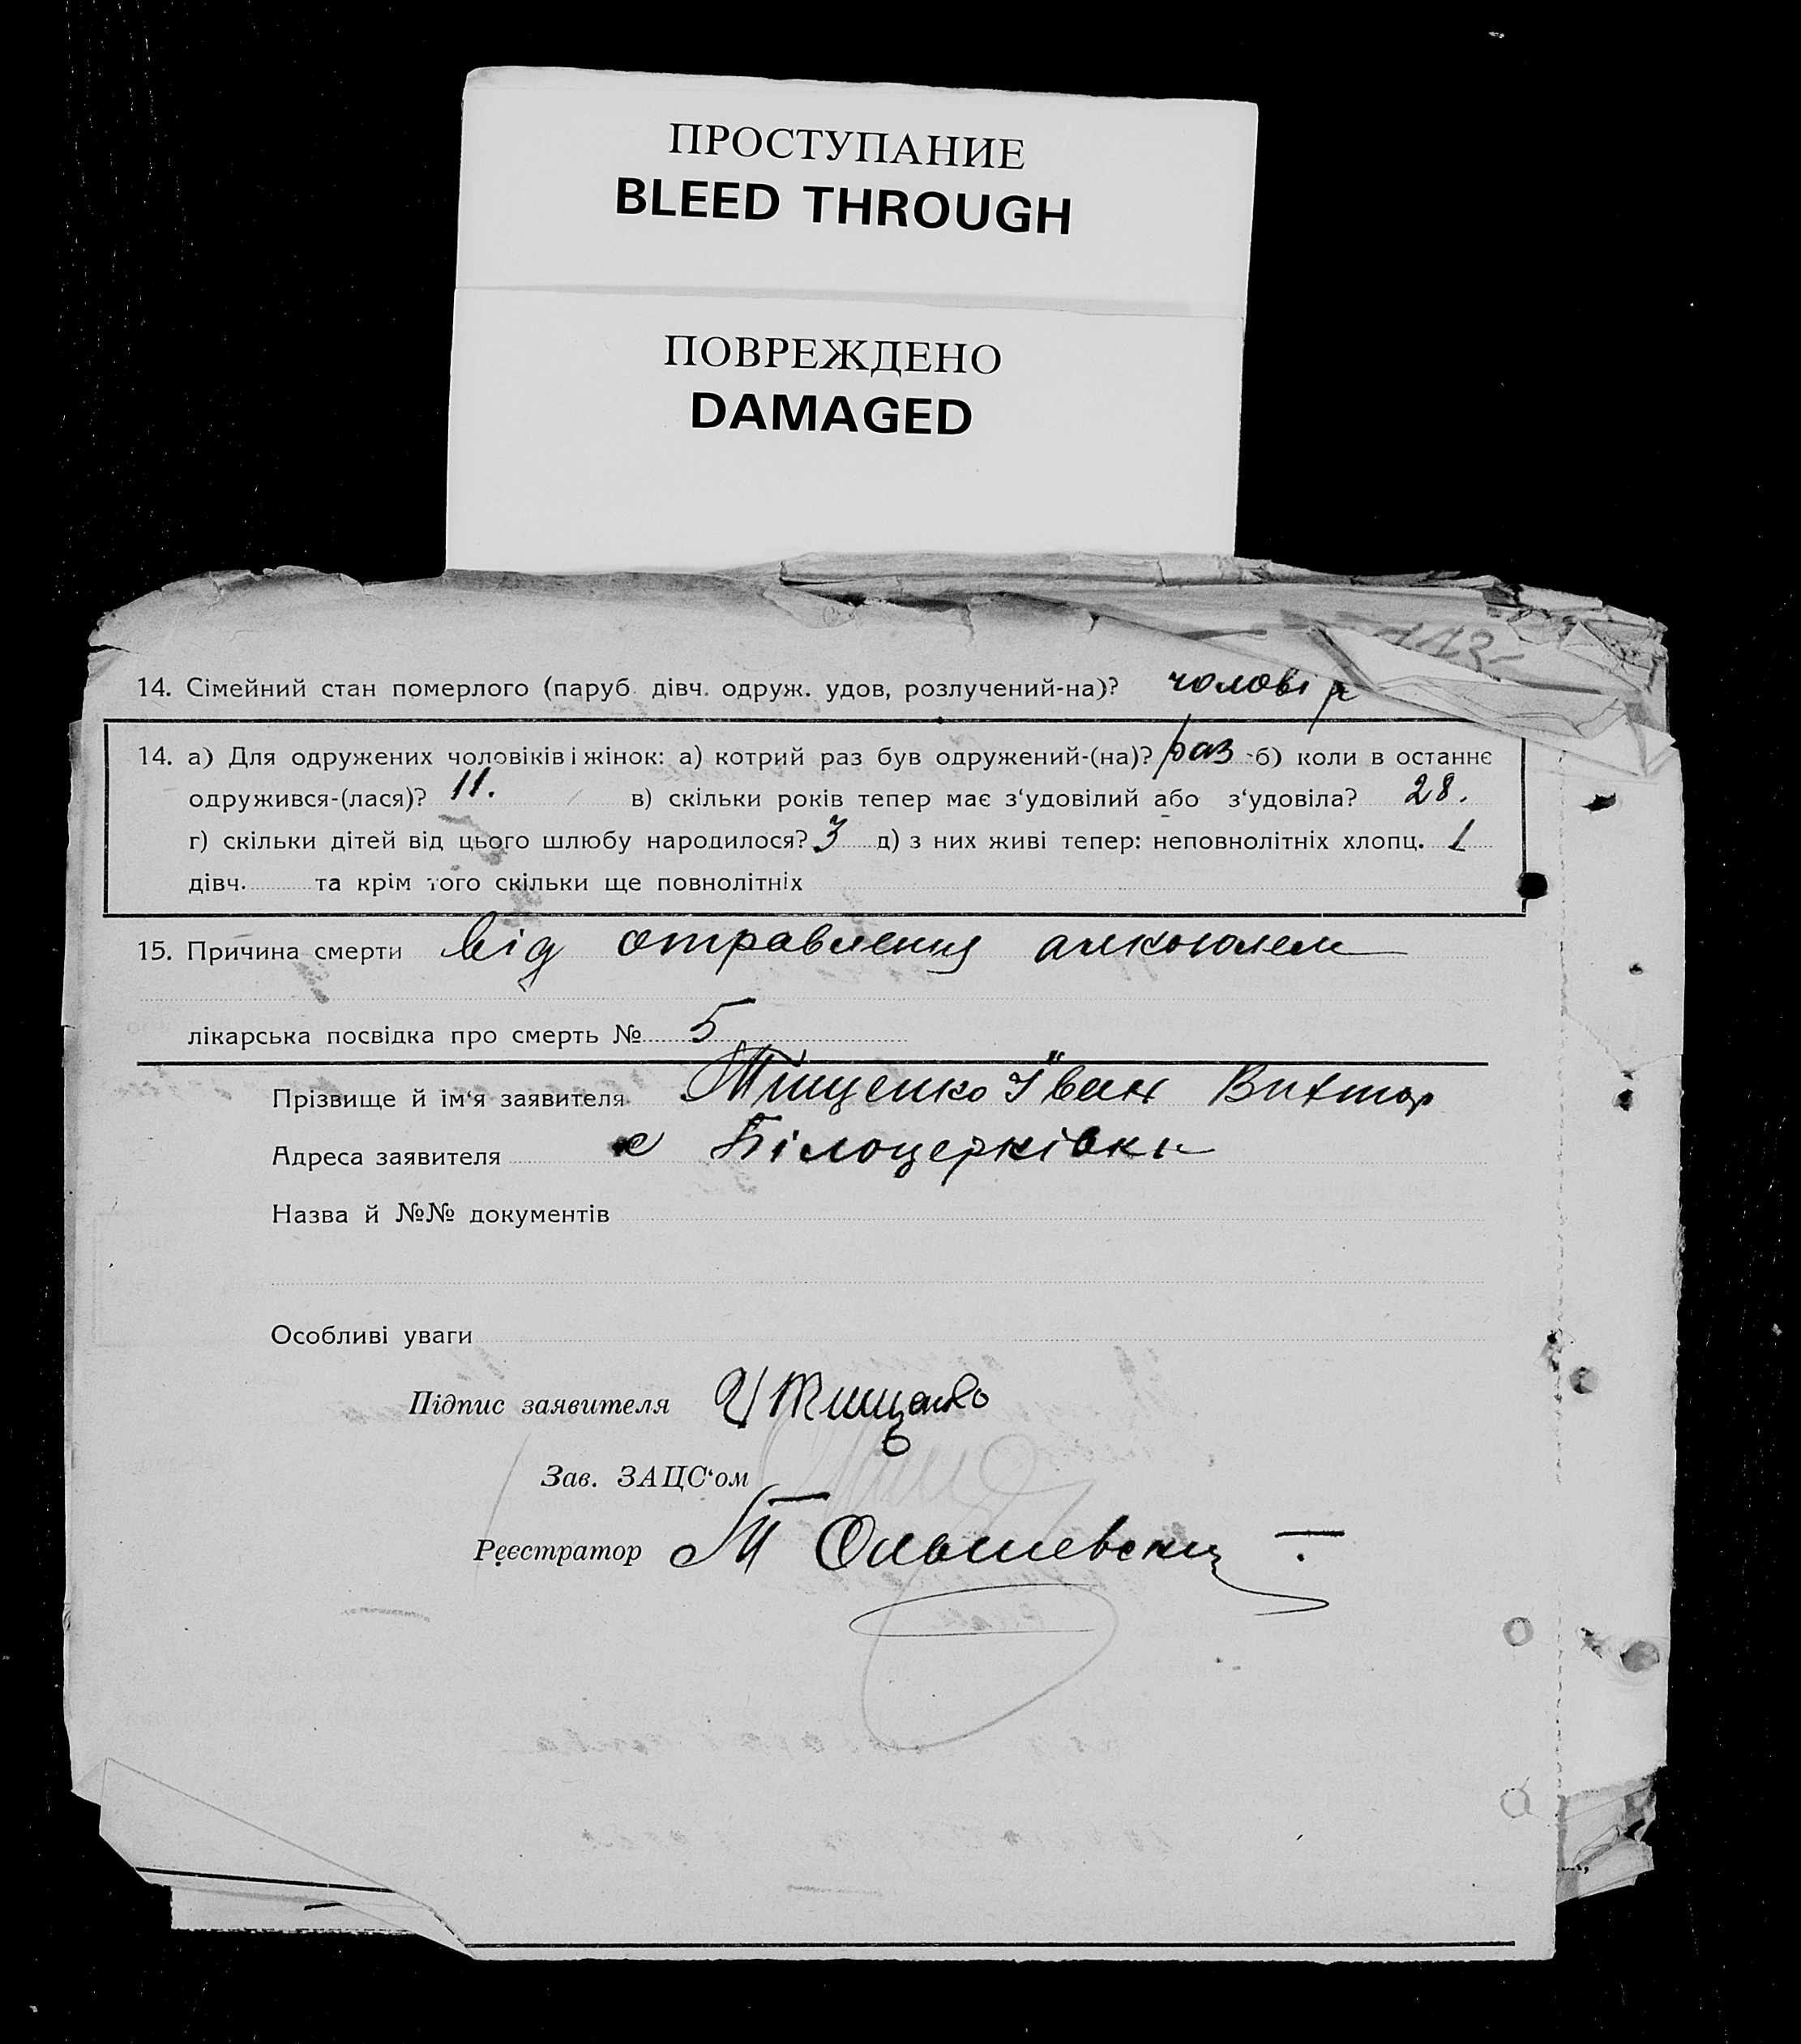 ПРОСТУПАНИЕ
BLEED THROUGH
ПОВРЕЖДЕНО
DAMAGED
14. Сімейний стан померлого (паруб. дівч. одруж. удов, розлучений-на)? чоловік
14. а) Для одружених чоловіків і жінок: а) котрий раз був одружений-(на)? раз б) коли в останнє
одружився-(лася)? 11. в) скільки років тепер має з‘удовілий або з‘удовіла? 28.
г) скільки дітей від цього шлюбу народилося? 3 д) з них живі тепер: неповнолітніх хлопц. 1
дівч. та крім того скільки ще повнолітніх
15. Причина смерти від отравления алкоголем
лікарська посвідка про смерть № 5
Прізвище й ім‘я заявителя Тищенко Іван Виктор
Адреса заявителя с Білоцерківки
Назва й №№ документів
Особливі уваги
Підпис заявителя И Тищенко
Зав. ЗАЦС‘ом
Реєстратор Ольшевский